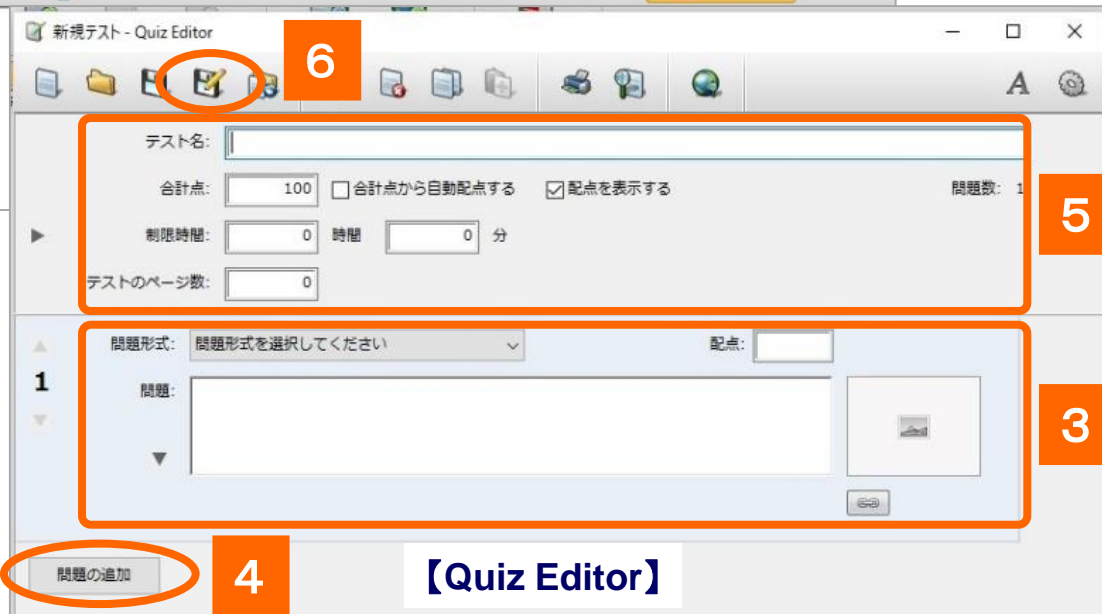 新規テスト - Quiz Editor
6
A
テスト名:
合計点: 100 合計点から自動配点する 配点を表示する 問題数: 1
5
制限時間: 0 時間 0 分
テストのページ数: 0
問題形式: 問題形式を選択してください 配点:
1
問題:
3
問題の追加
4
【Quiz Editor】